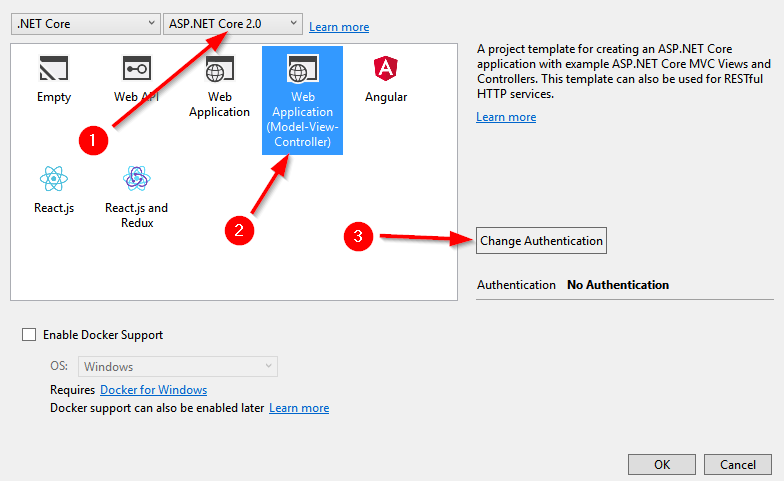 .NET Core
ASP.NET Core 2.0
Learn more
Empty
Web API
Web
Application
Web
Application
(Model-View-
Controller)
Angular
React.js
React.js and
Redux
1
2
3
A project template for creating an ASP.NET Core
application with example ASP.NET Core MVC Views and
Controllers. This template can also be used for RESTful
HTTP services.
Learn more
Change Authentication
Authentication No Authentication
Enable Docker Support
OS: Windows
Requires Docker for Windows
Docker support can also be enabled later Learn more
OK
Cancel